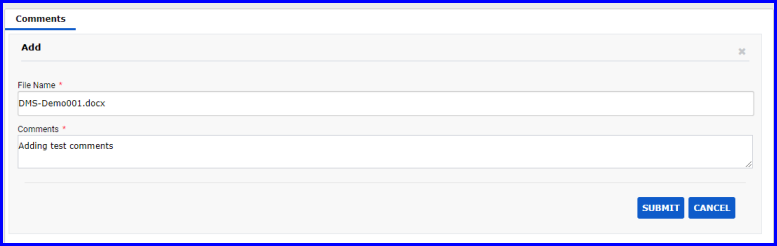 Comments
Add
File Name *
DMS-Demo001.docx
Comments *
Adding test comments
SUBMIT CANCEL